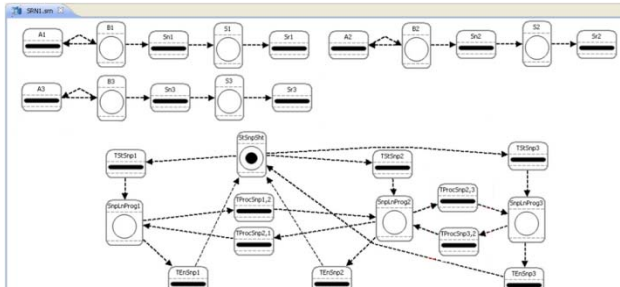 SRN1.srn
A1 B1 Sn1 S1 Sr1 A2 B2 Sn2 S2 Sr2
A3 B3 Sn3 S3 Sr3
StSnpSht
TStSnp1 TStSnp2 TStSnp3
TProcSnp1,2 TProcSnp2,3
SnpLnProg1 SnpLnProg2 SnpLnProg3
TProcSnp2,1 TProcSnp3,2
TEnSnp1 TEnSnp2 TEnSnp3